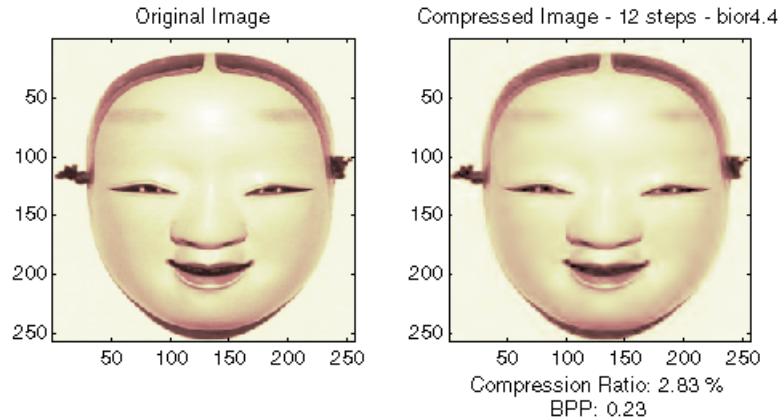 Original Image
50
100
150
200
250
50 100 150 200 250
Compressed Image - 12 steps - bior4.4
50
100
150
200
250
50 100 150 200 250
Compression Ratio: 2.83 %
BPP: 0.23